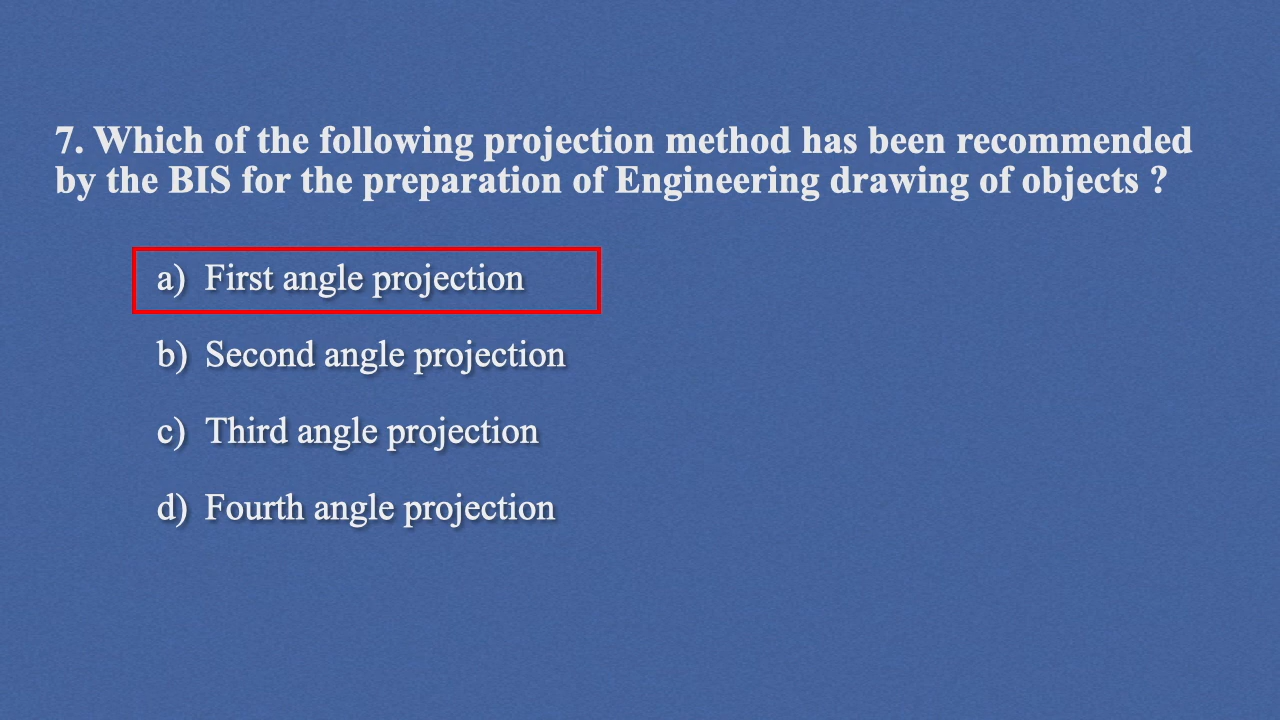 7. Which of the following projection method has been recommended
by the BIS for the preparation of Engineering drawing of objects ?
a) First angle projection
b) Second angle projection
c) Third angle projection
d) Fourth angle projection